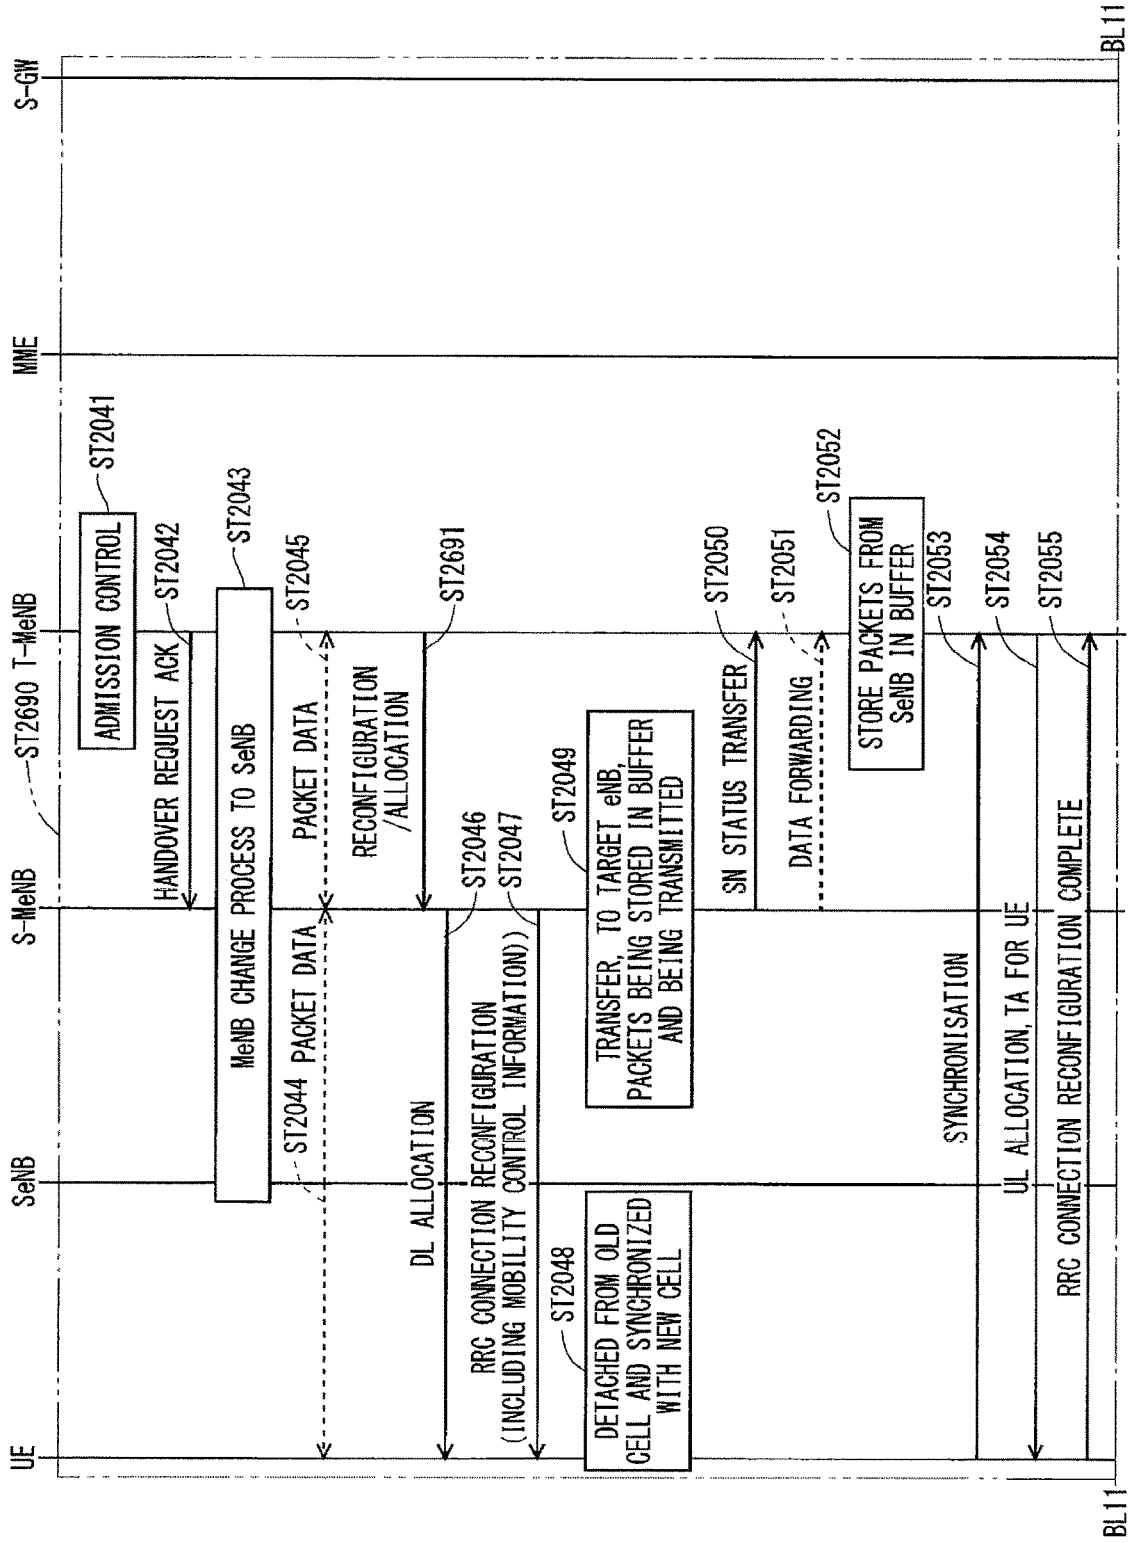 UE
SeNB
S-MeNB
ST2690
T-MeNB
MME
S-GW
ADMISSION CONTROL
ST2041
HANDOVER REQUEST ACK
ST2042
MeNB CHANGE PROCESS TO SeNB
ST2043
ST2044
PACKET DATA
PACKET DATA
ST2045
RECONFIGURATION
/ALLOCATION
ST2691
DL ALLOCATION
ST2046
RRC CONNECTION RECONFIGURATION
(INCLUDING MOBILITY CONTROL INFORMATION))
ST2047
ST2048
DETACHED FROM OLD
CELL AND SYNCHRONIZED
WITH NEW CELL
ST2049
TRANSFER, TO TARGET eNB,
PACKETS BEING STORED IN BUFFER
AND BEING TRANSMITTED
SN STATUS TRANSFER
ST2050
DATA FORWARDING
ST2051
ST2052
STORE PACKETS FROM
SeNB IN BUFFER
SYNCHRONISATION
ST2053
UL ALLOCATION, TA FOR UE
ST2054
RRC CONNECTION RECONFIGURATION COMPLETE
ST2055
BL11
BL11